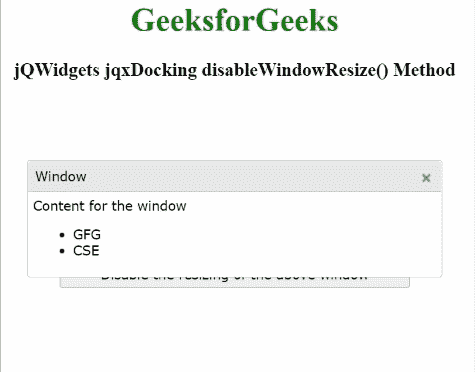 GeeksforGeeks
jQWidgets jqxDocking disableWindowResize() Method
Window
Content for the window
• GFG
• CSE
Disable the resizing of the above window